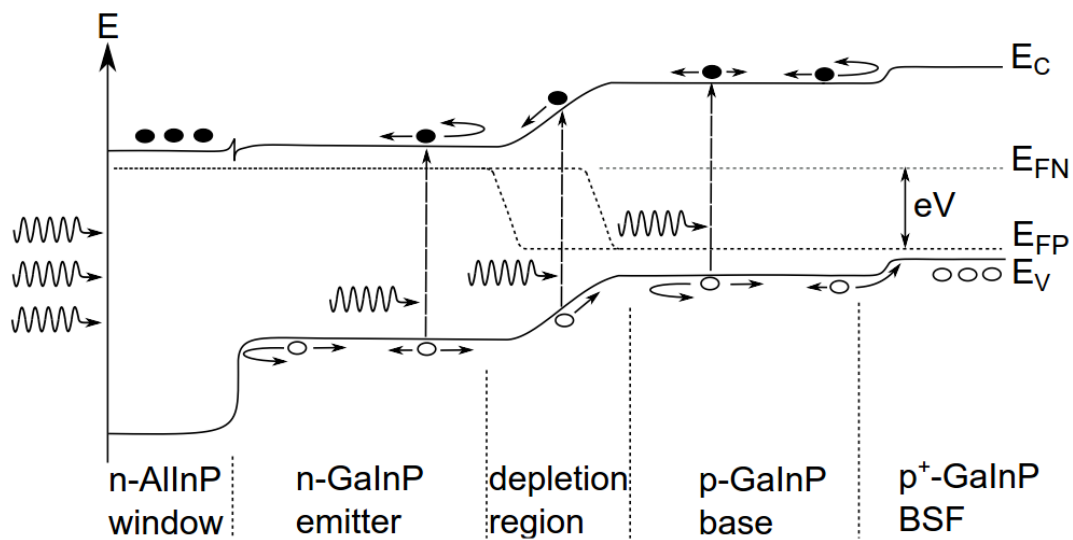 E
E_C
E_FN
eV
E_FP
E_V
n-AlInP
window
n-GaInP
emitter
depletion
region
p-GaInP
base
p⁺-GaInP
BSF